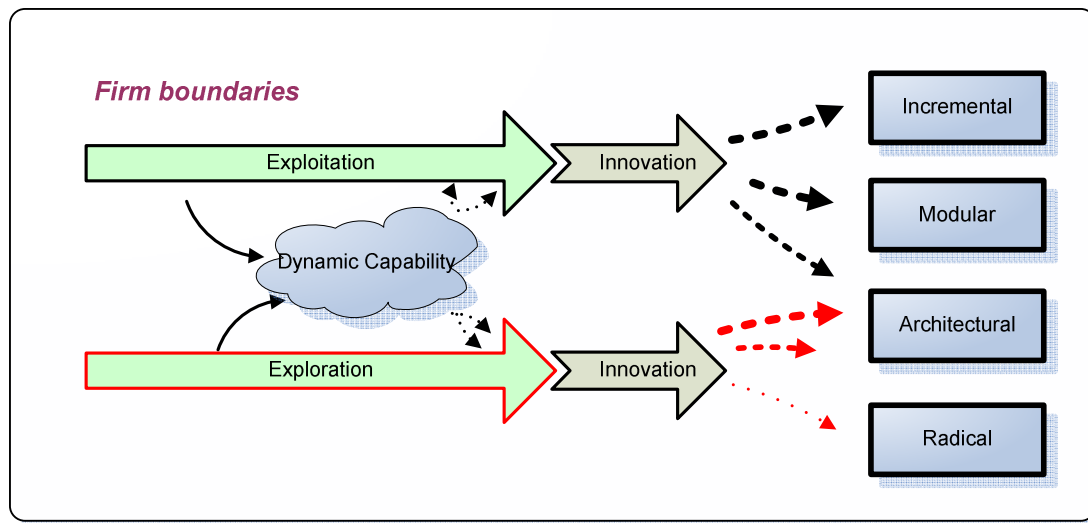 Firm boundaries
Incremental
Exploitation
Innovation
Modular
Dynamic Capability
Architectural
Exploration
Innovation
Radical